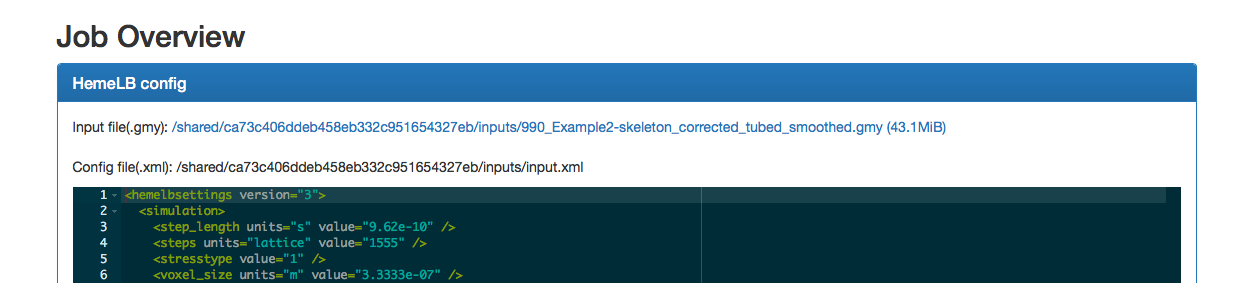 Job Overview
HemeLB config
Input file(.gmy): /shared/ca73c406ddeb458eb332c951654327eb/inputs/990_Example2-skeleton_corrected_tubed_smoothed.gmy (43.1MiB)
Config file(.xml): /shared/ca73c406ddeb458eb332c951654327eb/inputs/input.xml
1 <hemelbsettings version="3">
2 <simulation>
3 <step_length units="s" value="9.62e-10" />
4 <steps units="lattice" value="1555" />
5 <stresstype value="1" />
6 <voxel_size units="m" value="3.3333e-07" />